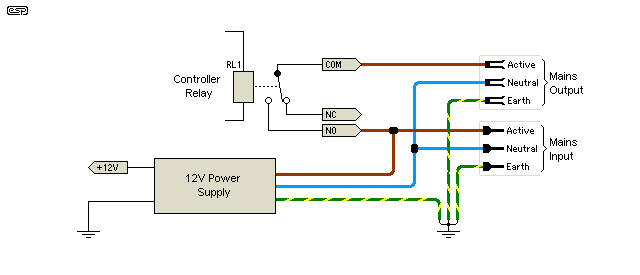 esp
RL1
COM
Active
Controller
Relay
Neutral
Mains
Output
Earth
NC
NO
Active
Neutral
Mains
Input
+12V
12V Power
Supply
Earth